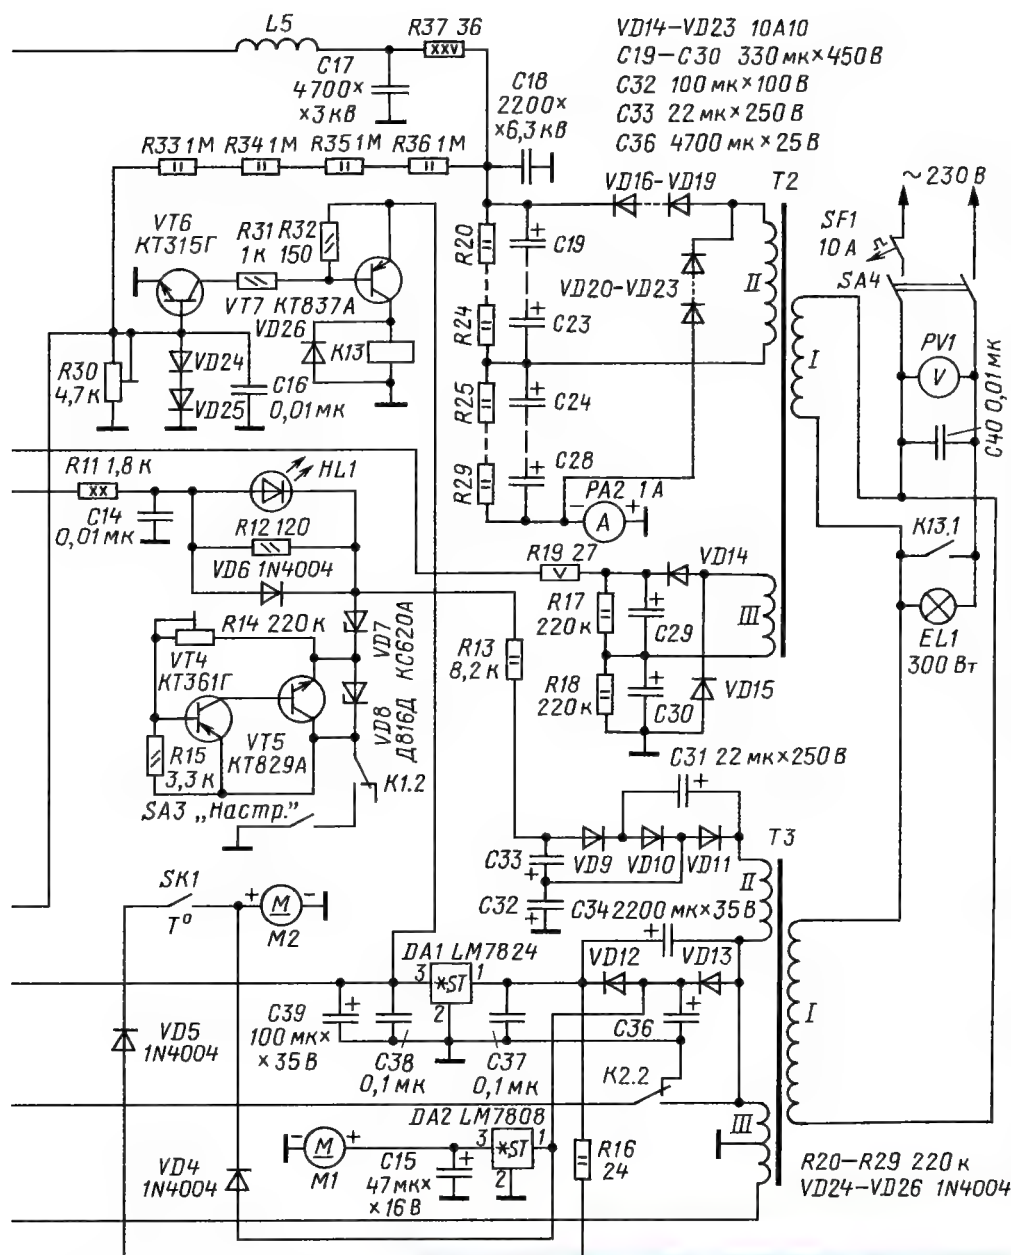 L5
R37 36
VD14–VD23 10A10
C19–C30 330 мк×450 В
C32 100 мк×100 В
C33 22 мк×250 В
C36 4700 мк×25 В
C17
4700×
×3 кВ
C18
2200×
×6,3 кВ
R33 1 М
R34 1 М
R35 1 М
R36 1 М
VD16-VD19
T2
~230 В
SF1
10 А
SA4
VT6
КТ315Г
R31
1 к
R32
150
VT7 КТ837А
R20
C19
VD20-VD23
II
I
VD26
K13
R24
C23
PV1
V
C40 0,01 мк
R30
4,7 к
VD24
VD25
C16
0,01 мк
R25
C24
R29
C28
PA2 1 А
A
R11 1,8 к
HL1
C14
0,01 мк
R12 120
VD6 1N4004
R19 27
VD14
K13.1
R17
220 к
C29
III
EL1
300 Вт
R14 220 к
VD7 КС620А
R13
8,2 к
VT4
КТ361Г
R18
220 к
C30
VD15
VD8 Д816Д
VT5
КТ829А
R15
3,3 к
K1.2
C31 22 мк×250 В
SA3 „Настр.”
VD9
VD10
VD11
T3
C33
II
SK1
T°
M
M2
C32
C34 2200 мк×35 В
DA1 LM7824
3
*ST
1
2
VD12
VD13
I
C39
100 мк×
×35 В
C38
0,1 мк
C37
0,1 мк
C36
VD5
1N4004
K2.2
DA2 LM7808
III
M
M1
3
*ST
1
2
C15
47 мк×
×16 В
R16
24
VD4
1N4004
R20–R29 220 к
VD24–VD26 1N4004